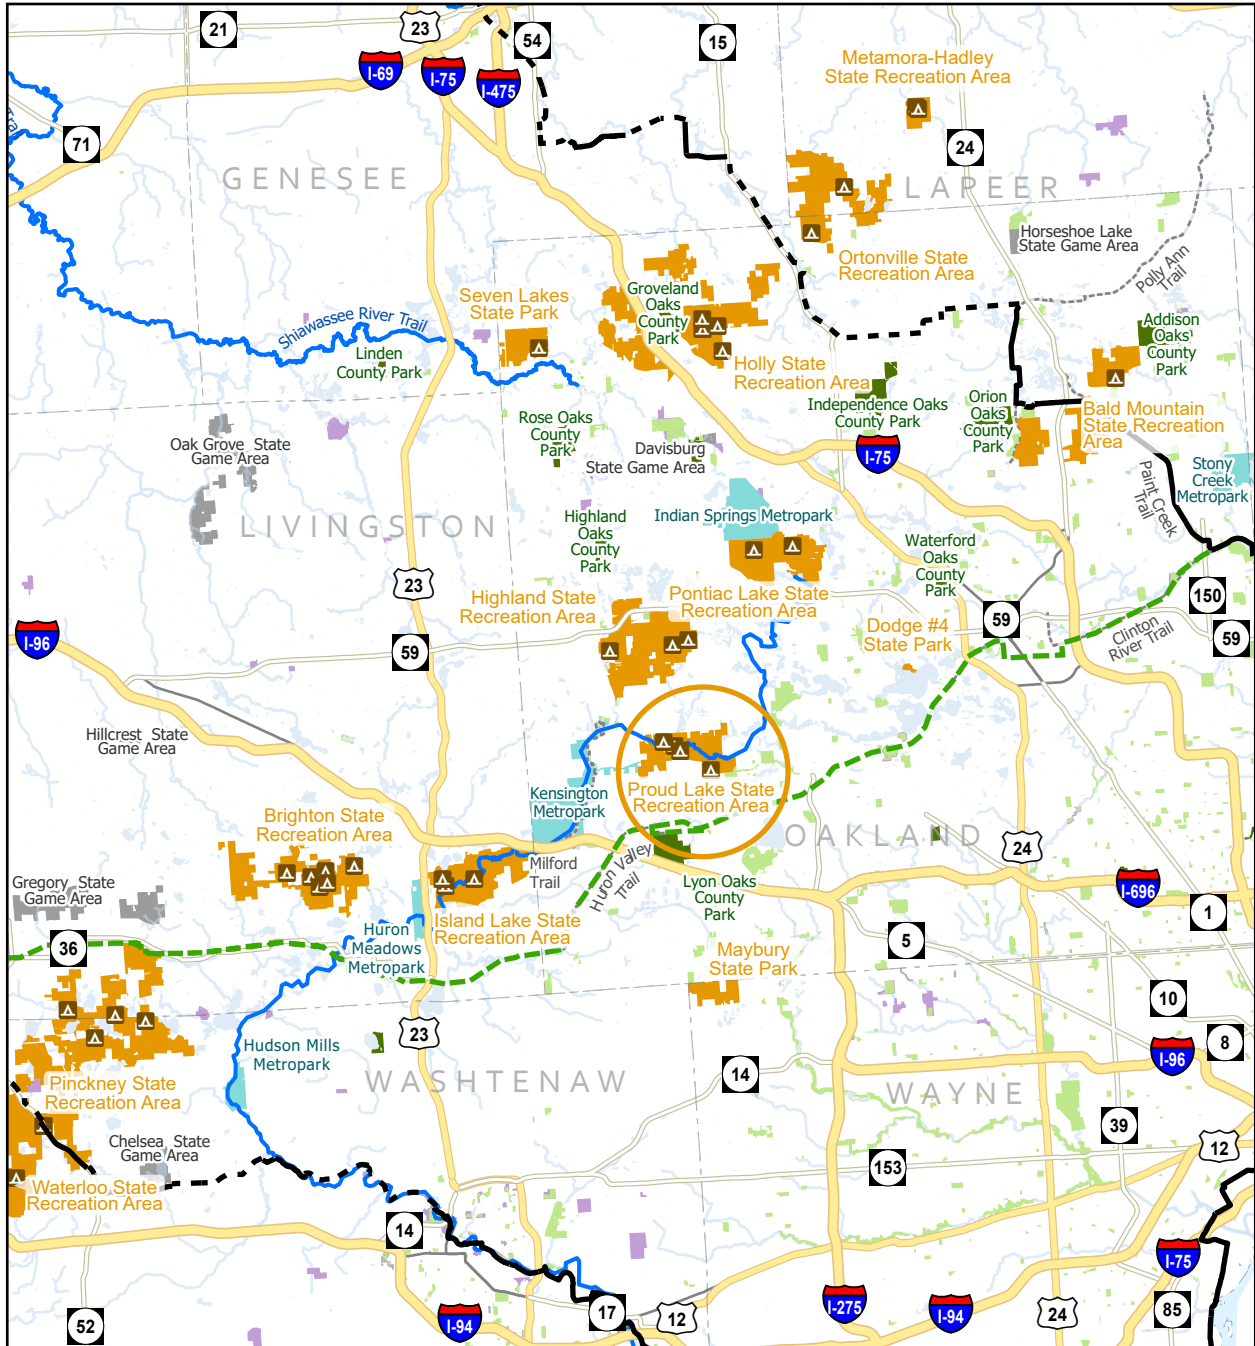 21
23
54
15
I-69
I-75
I-475
Metamora-Hadley
State Recreation Area
71
24
GENESEE
LAPEER
Horseshoe Lake
State Game Area
Ortonville State
Recreation Area
Polly Ann
Trail
Seven Lakes
State Park
Groveland
Oaks
County
Park
Shiawassee River Trail
Linden
County Park
Addison
Oaks
County
Park
Holly State
Recreation Area
Independence Oaks
County Park
Orion
Oaks
County
Park
Bald Mountain
State Recreation
Area
Rose Oaks
County
Park
Oak Grove State
Game Area
Davisburg
State Game Area
I-75
Paint Creek
Trail
Stony
Creek
Metropark
LIVINGSTON
Highland
Oaks
County
Park
Indian Springs Metropark
Waterford
Oaks
County
Park
23
Highland State
Recreation Area
Pontiac Lake State
Recreation Area
150
I-96
59
Dodge #4
State Park
59
Clinton
River Trail
59
Hillcrest State
Game Area
Kensington
Metropark
Proud Lake State
Recreation Area
Brighton State
Recreation Area
OAKLAND
24
Milford
Trail
Huron Valley
Trail
Gregory State
Game Area
Lyon Oaks
County
Park
I-696
1
Island Lake State
Recreation Area
Huron
Meadows
Metropark
36
5
Maybury
State Park
10
23
Hudson Mills
Metropark
8
I-96
Pinckney State
Recreation Area
WASHTENAW
14
WAYNE
39
12
Chelsea State
Game Area
153
Waterloo State
Recreation Area
14
I-75
52
I-94
17
12
I-275
I-94
24
85